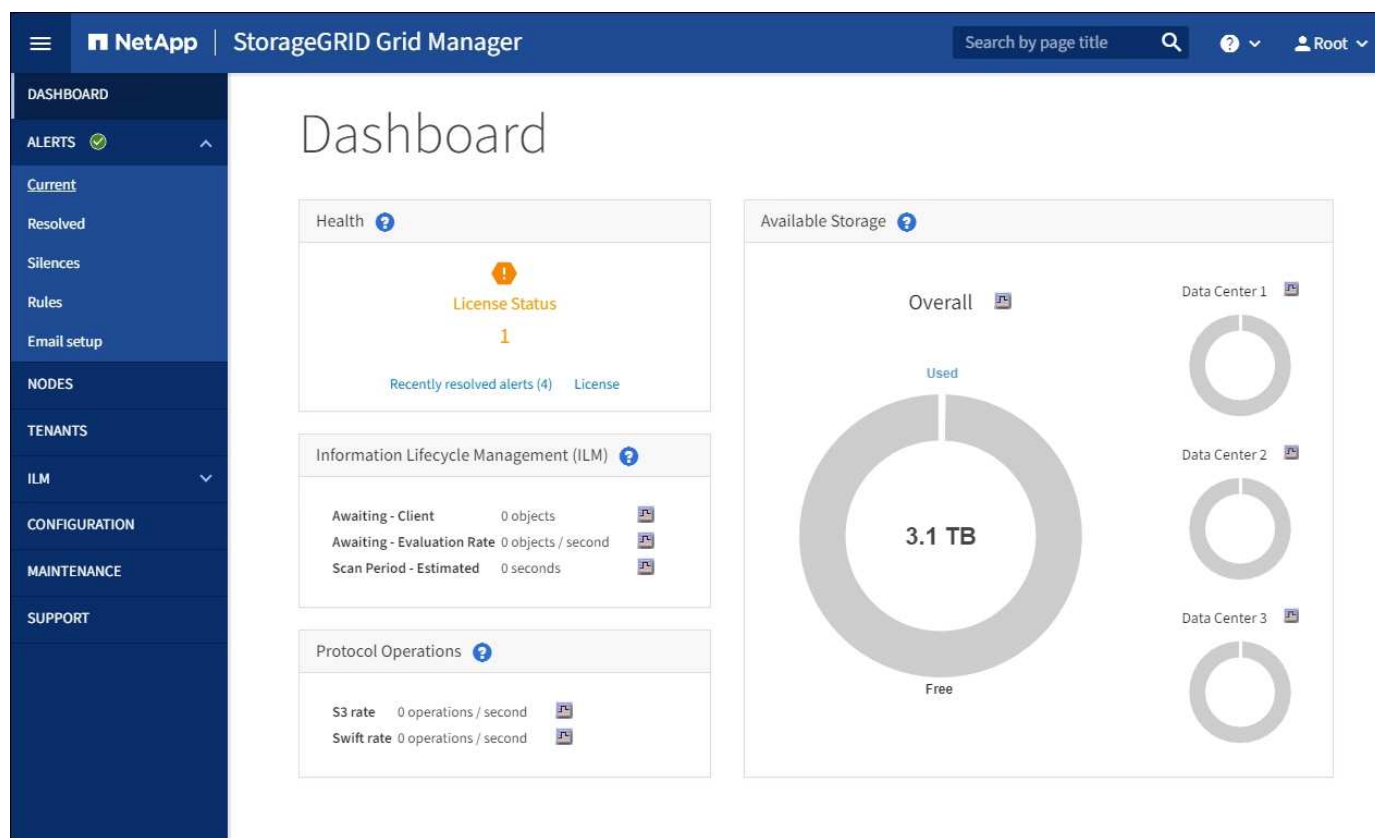 NetApp | StorageGRID Grid Manager
Search by page title
Root
DASHBOARD
ALERTS
Current
Resolved
Silences
Rules
Email setup
NODES
TENANTS
ILM
CONFIGURATION
MAINTENANCE
SUPPORT
Dashboard
Health
License Status
1
Recently resolved alerts (4) License
Information Lifecycle Management (ILM)
Awaiting - Client 0 objects
Awaiting - Evaluation Rate 0 objects / second
Scan Period - Estimated 0 seconds
Protocol Operations
S3 rate 0 operations / second
Swift rate 0 operations / second
Available Storage
Overall
Used
3.1 TB
Free
Data Center 1
Data Center 2
Data Center 3